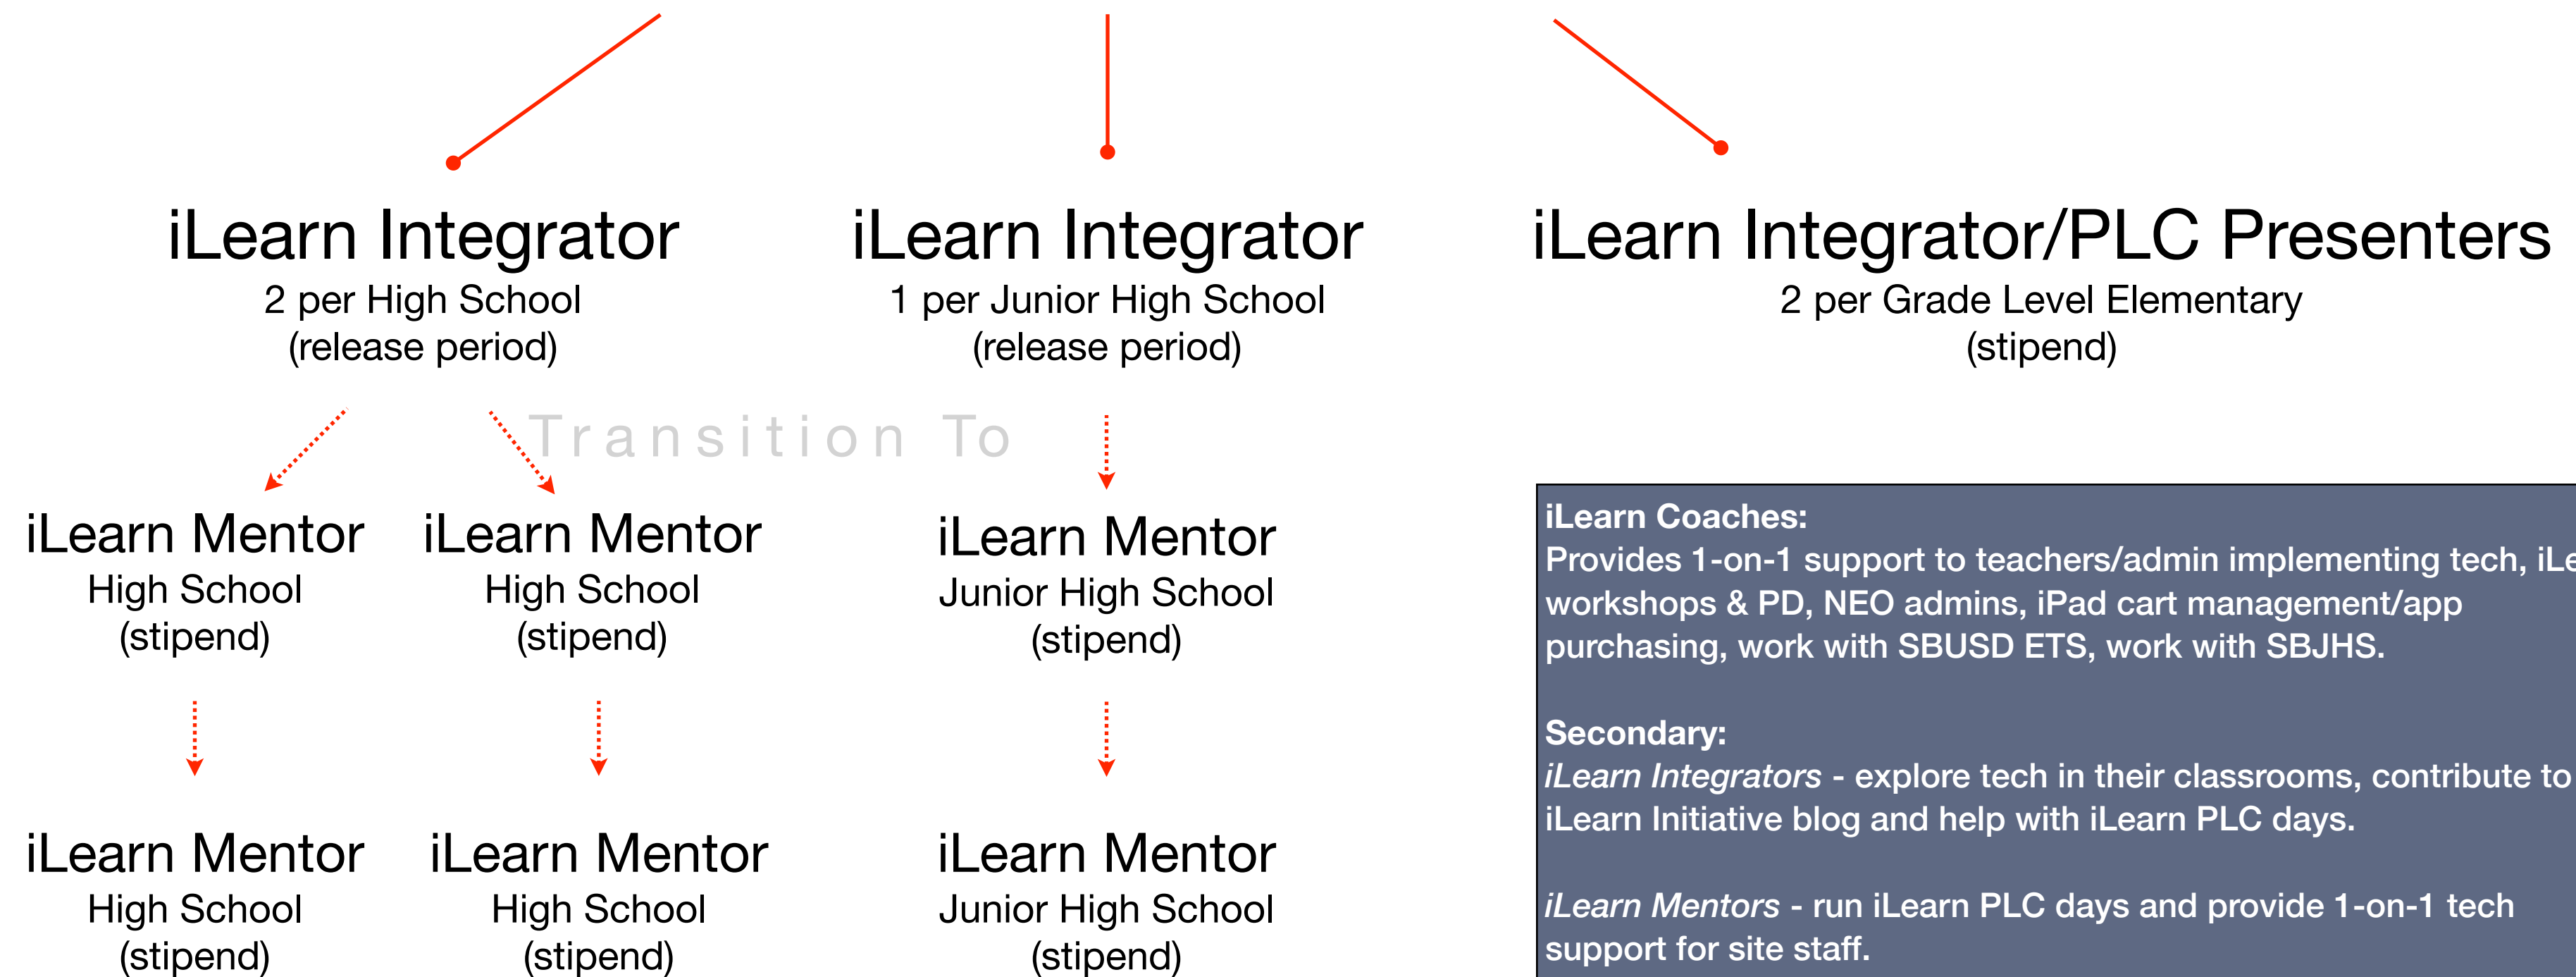 iLearn Integrator
2 per High School
(release period)
iLearn Integrator
1 per Junior High School
(release period)
iLearn Integrator/PLC Presenters
2 per Grade Level Elementary
(stipend)
Transition To
iLearn Mentor
High School
(stipend)
iLearn Mentor
High School
(stipend)
iLearn Mentor
Junior High School
(stipend)
iLearn Mentor
High School
(stipend)
iLearn Mentor
High School
(stipend)
iLearn Mentor
Junior High School
(stipend)
iLearn Coaches:
Provides 1-on-1 support to teachers/admin implementing tech,
workshops & PD, NEO admins, iPad cart management/app
purchasing, work with SBUSD ETS, work with SBJHS.
Secondary:
iLearn Integrators - explore tech in their classrooms, contribute to
iLearn Initiative blog and help with iLearn PLC days.
iLearn Mentors - run iLearn PLC days and provide 1-on-1 tech
support for site staff.